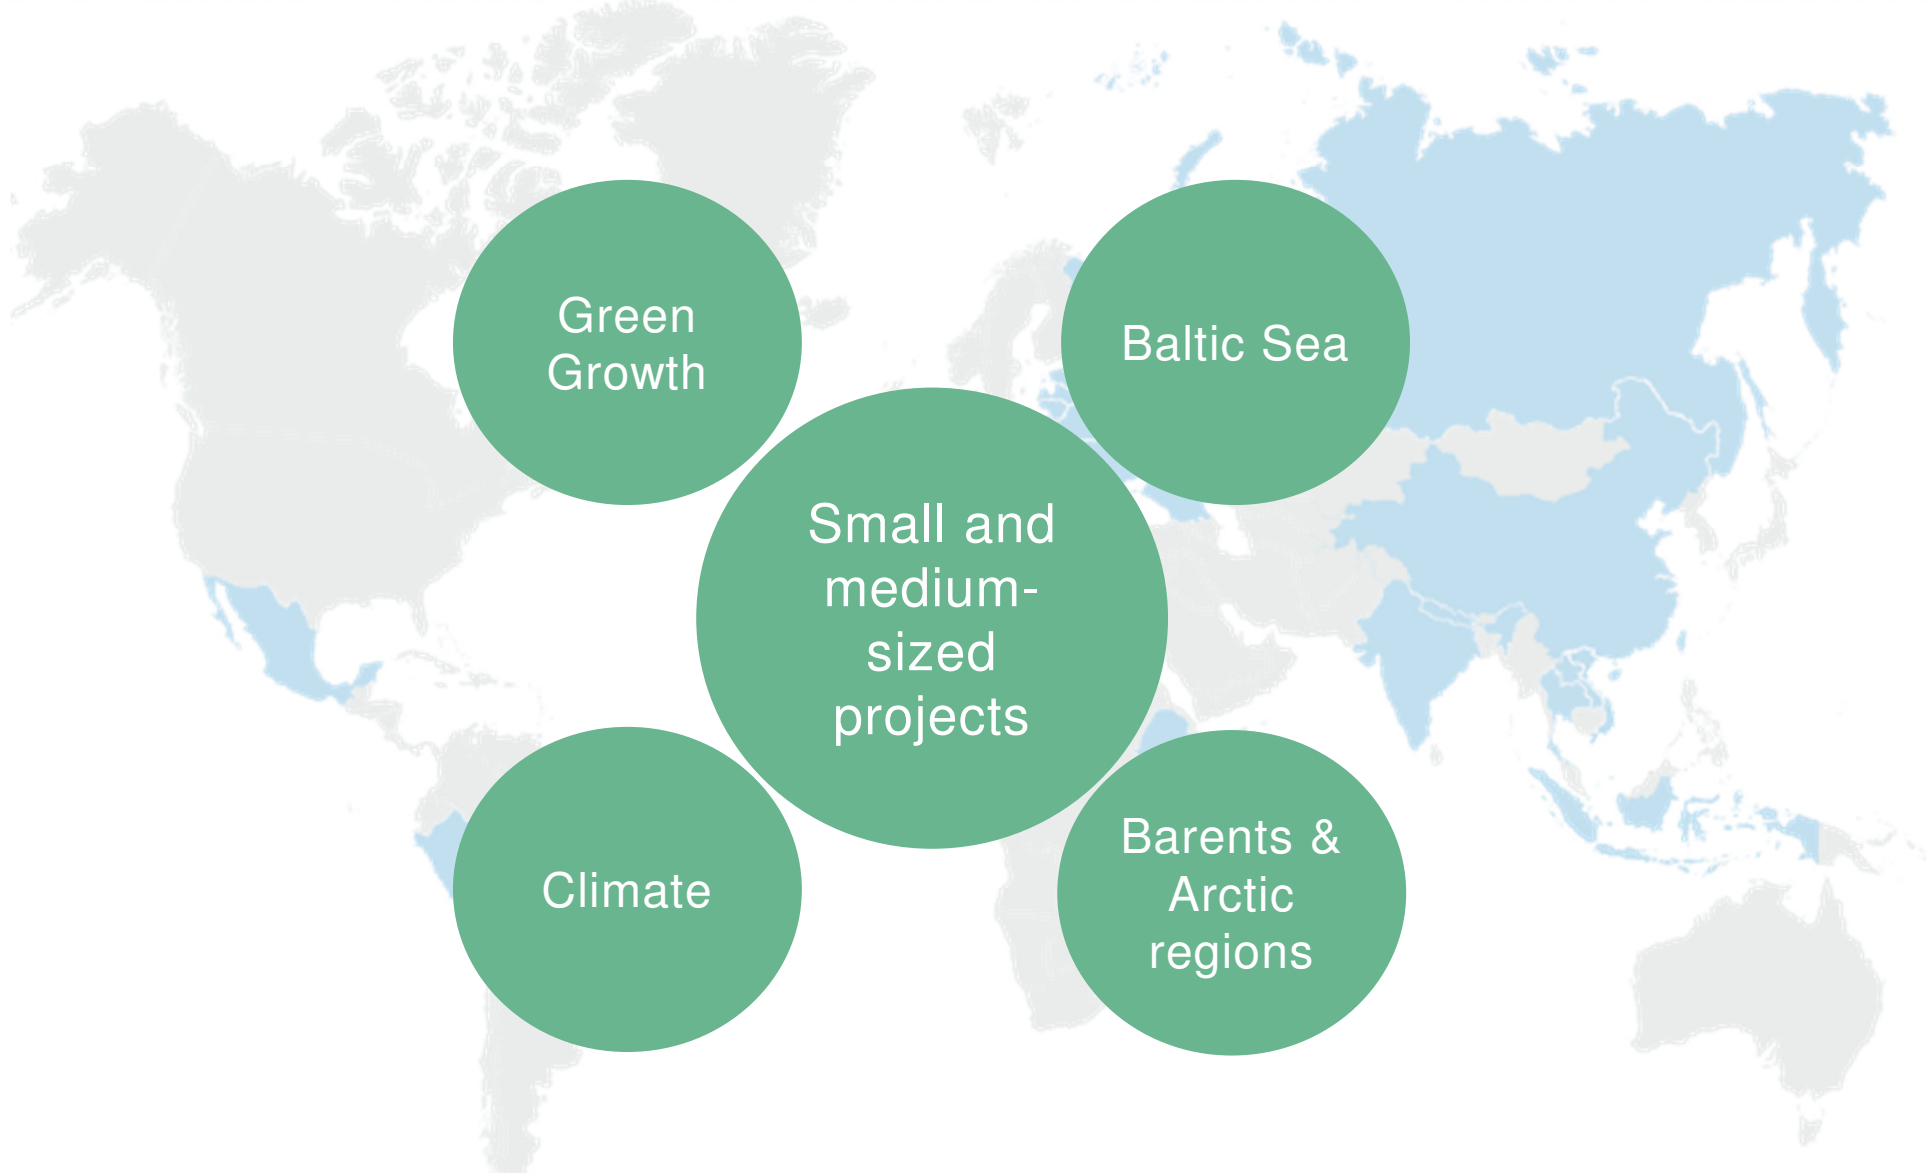 Green
Growth
Baltic Sea
Small and
medium-
sized
projects
Climate
Barents &
Arctic
regions